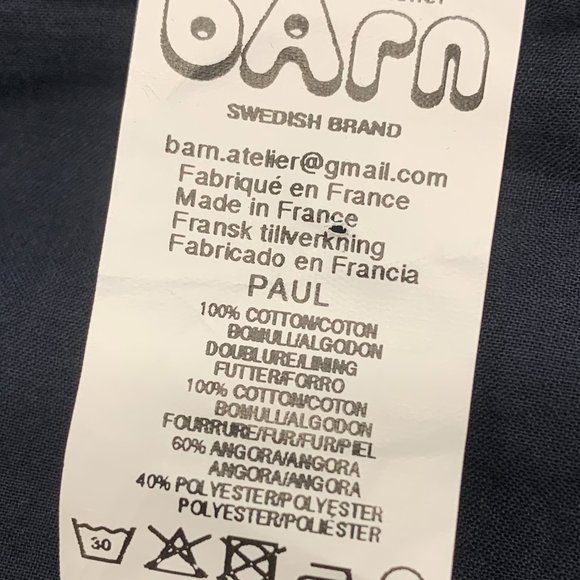 bArn
SWEDISH BRAND
barn.atelier@gmail.com
Fabriqué en France
Made in France
Fransk tillverkning
Fabricado en Francia
PAUL
100% COTTON/COTON
BOMULL/ALGODON
DOUBLURE/LINING
FUTTER/FORRO
100% COTTON/COTON
BOMULL/ALGODON
FOURRURE/FUR/FUR/PIEL
60% ANGORA/ANGORA
ANGORA/ANGORA
40% POLYESTER/POLYESTER
POLYESTER/POLIESTER
30